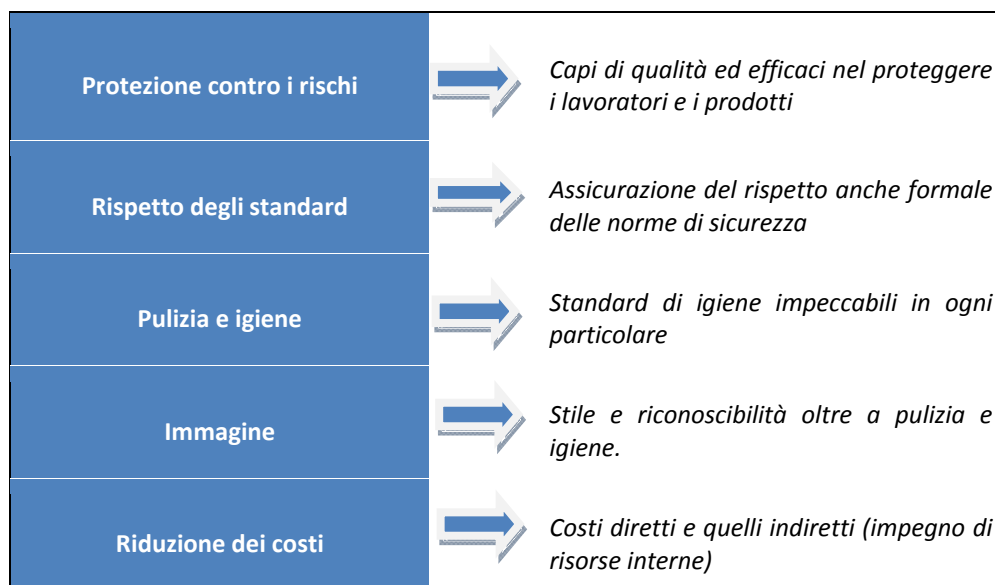 Protezione contro i rischi
Capi di qualità ed efficaci nel proteggere
i lavoratori e i prodotti
Rispetto degli standard
Assicurazione del rispetto anche formale
delle norme di sicurezza
Pulizia e igiene
Standard di igiene impeccabili in ogni
particolare
Immagine
Stile e riconoscibilità oltre a pulizia e
igiene.
Riduzione dei costi
Costi diretti e quelli indiretti (impegno di
risorse interne)